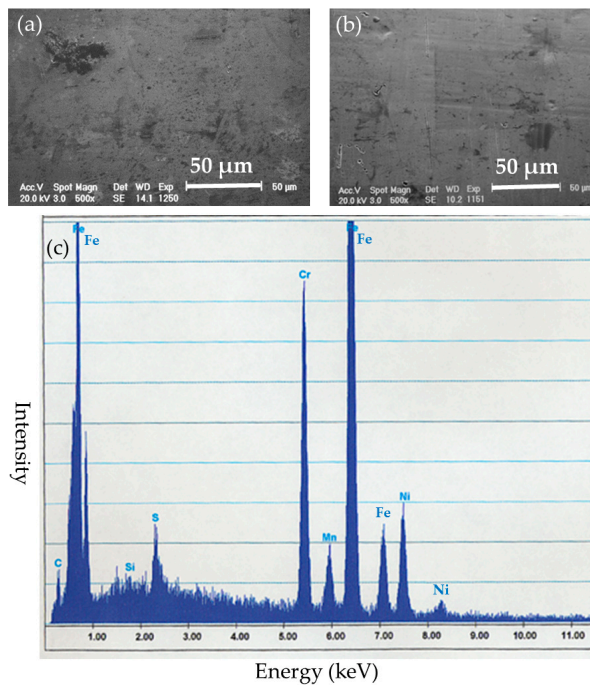 (a)
50 µm
Acc.V Spot Magn Det WD Exp
20.0 kV 3.0 500x SE 14.1 1250
50 µm
(b)
50 µm
Acc.V Spot Magn Det WD Exp
20.0 kV 3.0 500x SE 10.2 1151
50 µ
(c)
Fe
Fe
Cr
Fe
Fe
C
Si
S
Mn
Fe
Ni
Ni
Intensity
1.00 2.00 3.00 4.00 5.00 6.00 7.00 8.00 9.00 10.00 11.0
Energy (keV)